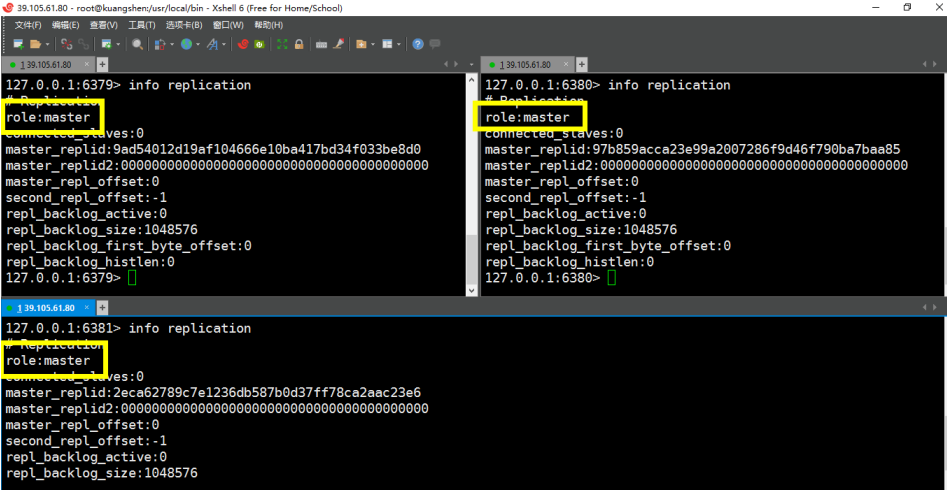 39.105.61.80 - root@kuangshen:/usr/local/bin - Xshell 6 (Free for Home/School)
文件(F) 编辑(E) 查看(V) 工具(T) 选项卡(B) 窗口(W) 帮助(H)
1 39.105.61.80 × +
127.0.0.1:6379> info replication
# Replication
role:master
connected_slaves:0
master_replid:9ad54012d19af104666e10ba417bd34f033be8d0
master_replid2:0000000000000000000000000000000000000000
master_repl_offset:0
second_repl_offset:-1
repl_backlog_active:0
repl_backlog_size:1048576
repl_backlog_first_byte_offset:0
repl_backlog_histlen:0
127.0.0.1:6379>
1 39.105.61.80 × +
127.0.0.1:6380> info replication
# Replication
role:master
connected_slaves:0
master_replid:97b859acca23e99a2007286f9d46f790ba7baa85
master_replid2:0000000000000000000000000000000000000000
master_repl_offset:0
second_repl_offset:-1
repl_backlog_active:0
repl_backlog_size:1048576
repl_backlog_first_byte_offset:0
repl_backlog_histlen:0
127.0.0.1:6380>
1 39.105.61.80 × +
127.0.0.1:6381> info replication
# Replication
role:master
connected_slaves:0
master_replid:2eca62789c7e1236db587b0d37ff78ca2aac23e6
master_replid2:0000000000000000000000000000000000000000
master_repl_offset:0
second_repl_offset:-1
repl_backlog_active:0
repl_backlog_size:1048576